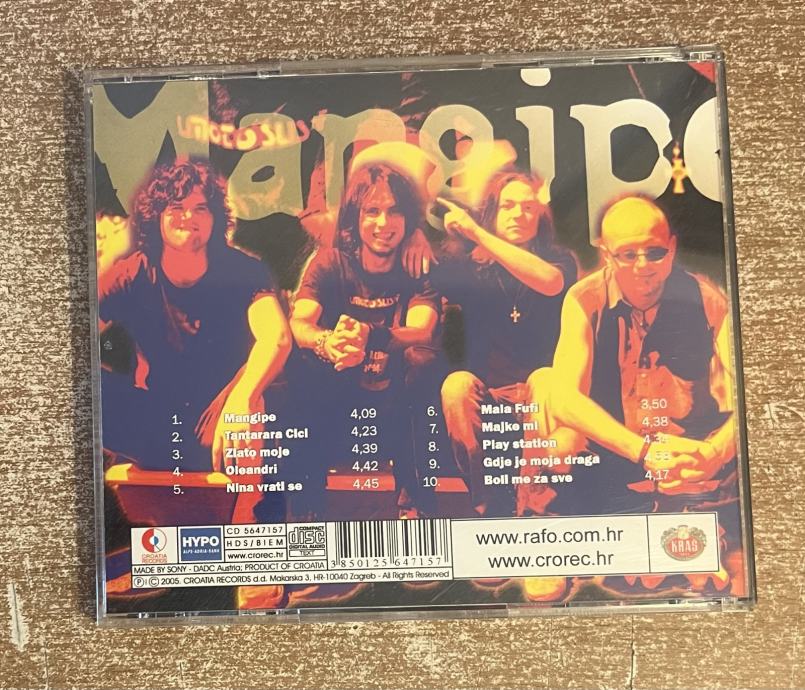 Mangip
1. Mangipe 4,09
2. Tantarara Cici 4,23
3. Zlato moje 4,39
4. Oleandri 4,42
5. Nina vrati se 4,45
6. Mala Fufi 3,50
7. Majke mi 4,38
8. Play station
9. Gdje je moja draga
10. Boli me za sve 4,17
CROATIA RECORDS
HYPO
ALPE-ADRIA-BANK
CD 5647157
HDS/BIEM
www.crorec.hr
COMPACT disc
DIGITAL AUDIO
TEXT
3 850125 647157
www.rafo.com.hr
www.crorec.hr
KRAŠ
MADE BY SONY - DADC Austria; PRODUCT OF CROATIA
Ⓟ|Ⓒ 2005. CROATIA RECORDS d.d. Makarska 3, HR-10040 Zagreb - All Rights Reserved